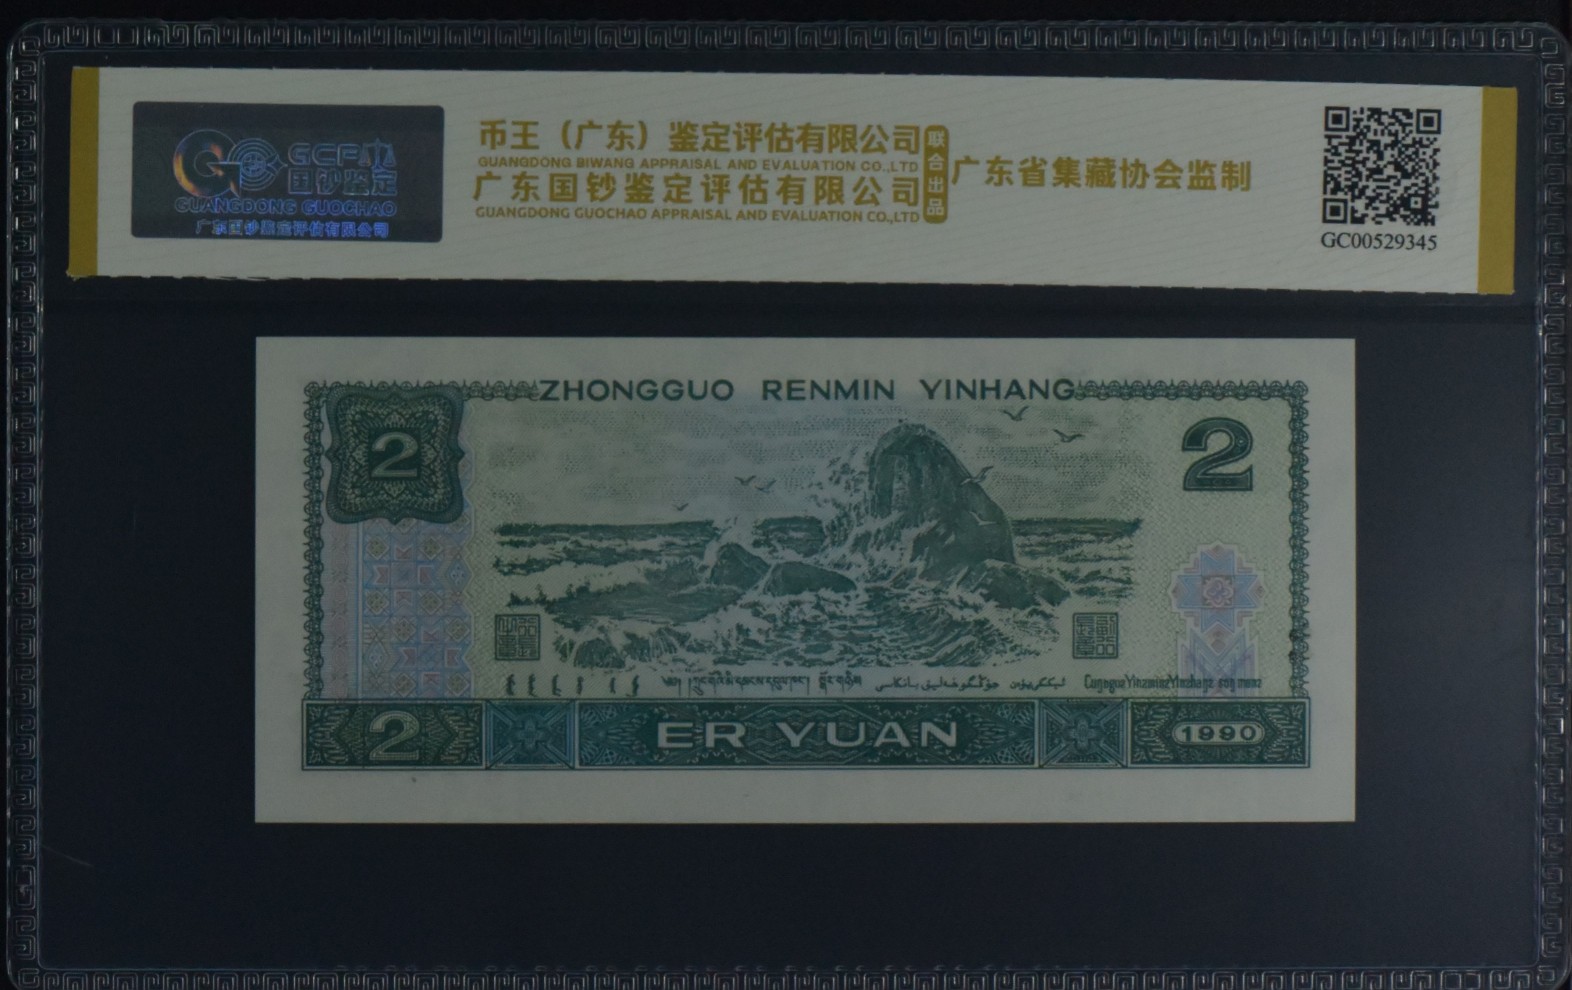 GCF
国钞鉴定
GUANGDONG GUOCHAO
广东国钞鉴定评估有限公司
币王（广东）鉴定评估有限公司
GUANGDONG BIWANG APPRAISAL AND EVALUATION CO.,LTD
广东国钞鉴定评估有限公司
GUANGDONG GUOCHAO APPRAISAL AND EVALUATION CO.,LTD
联合出品
广东省集藏协会监制
GC00529345
ZHONGGUO RENMIN YINHANG
2
2
CungguekYinzminzYinzhangz
2
ER YUAN
1990